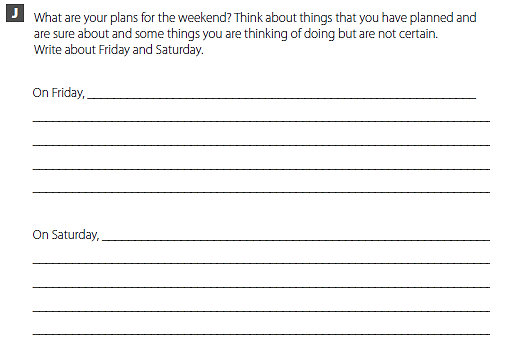 J What are your plans for the weekend? Think about things that you have planned and
are sure about and some things you are thinking of doing but are not certain.
Write about Friday and Saturday.
On Friday,
On Saturday,